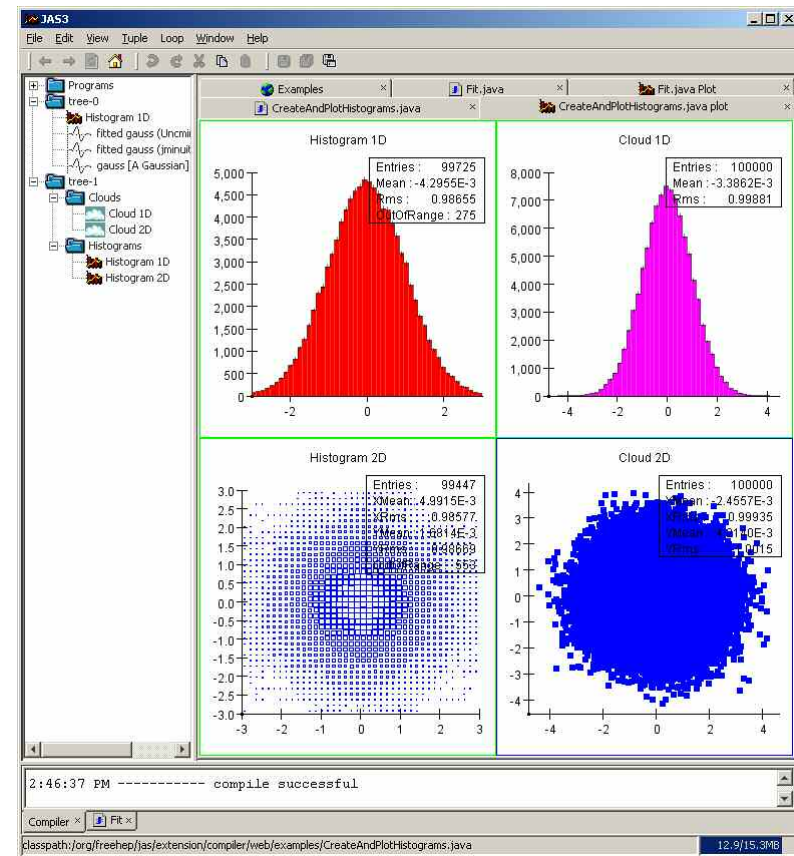 JAS3
File Edit View Tuple Loop Window Help
Programs
tree-0
Histogram 1D
fitted gauss (Uncmi
fitted gauss (jminuit
gauss [A Gaussian]
tree-1
Clouds
Cloud 1D
Cloud 2D
Histograms
Histogram 1D
Histogram 2D
Examples × Fit.java × Fit.java Plot ×
CreateAndPlotHistograms.java × CreateAndPlotHistograms.java plot ×
Histogram 1D
Entries : 99725
Mean : -4.2955E-3
Rms : 0.98655
OutOfRange : 275
5,000
4,500
4,000
3,500
3,000
2,500
2,000
1,500
1,000
500
0
-2 0 2
Cloud 1D
Entries : 100000
Mean : -3.3862E-3
Rms : 0.99881
8,000
7,000
6,000
5,000
4,000
3,000
2,000
1,000
0
-4 -2 0 2 4
Histogram 2D
Entries : 99447
XMean : 4.9915E-3
XRms : 0.98577
YMean :
OutOfRange : 553
3.0
2.5
2.0
1.5
1.0
0.5
0.0
-0.5
-1.0
-1.5
-2.0
-2.5
-3.0
-3 -2 -1 0 1 2 3
Cloud 2D
Entries : 100000
XMean : -2.4557E-3
0.99935
4
3
2
1
0
-1
-2
-3
-4
-4 -2 0 2 4
2:46:37 PM ----------- compile successful
Compiler × Fit ×
classpath:/org/freehep/jas/extension/compiler/web/examples/CreateAndPlotHistograms.java
12.9/15.3MB